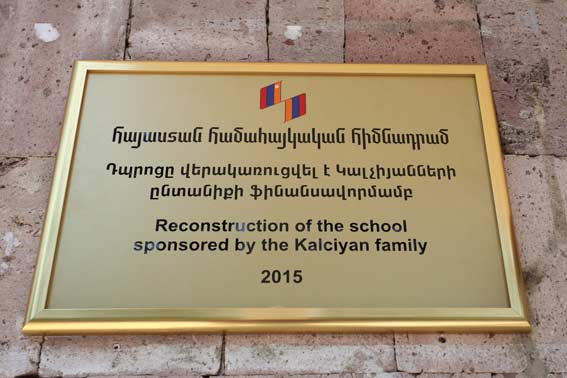 հայաստան համահայկական հիմնադրամ
Դպրոցը վերակառուցվել է Կալչիյանների
ընտանիքի ֆինանսավորմամբ
Reconstruction of the school
sponsored by the Kalciyan family
2015